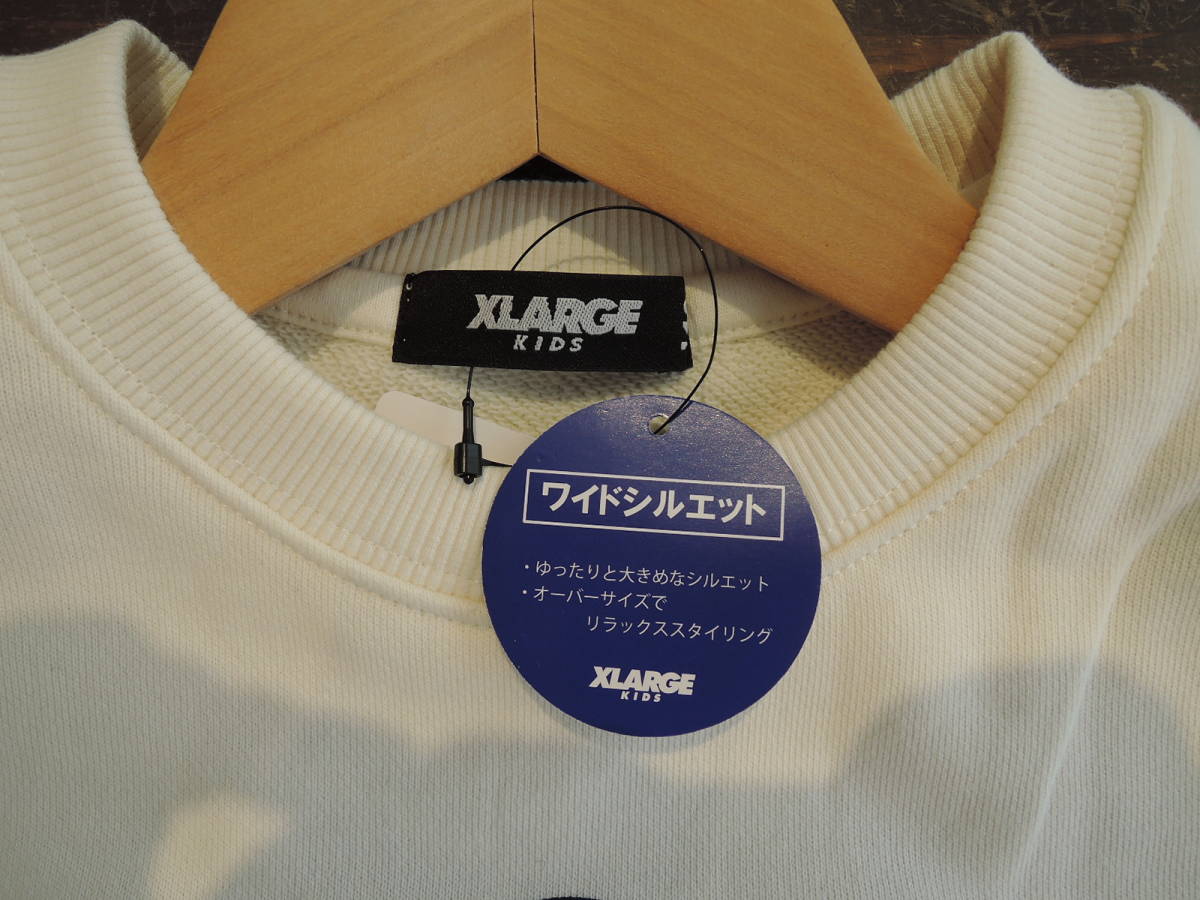 XLARGE
KIDS
ワイドシルエット
・ゆったりと大きめなシルエット
・オーバーサイズで
リラックススタイリング
XLARGE
KIDS